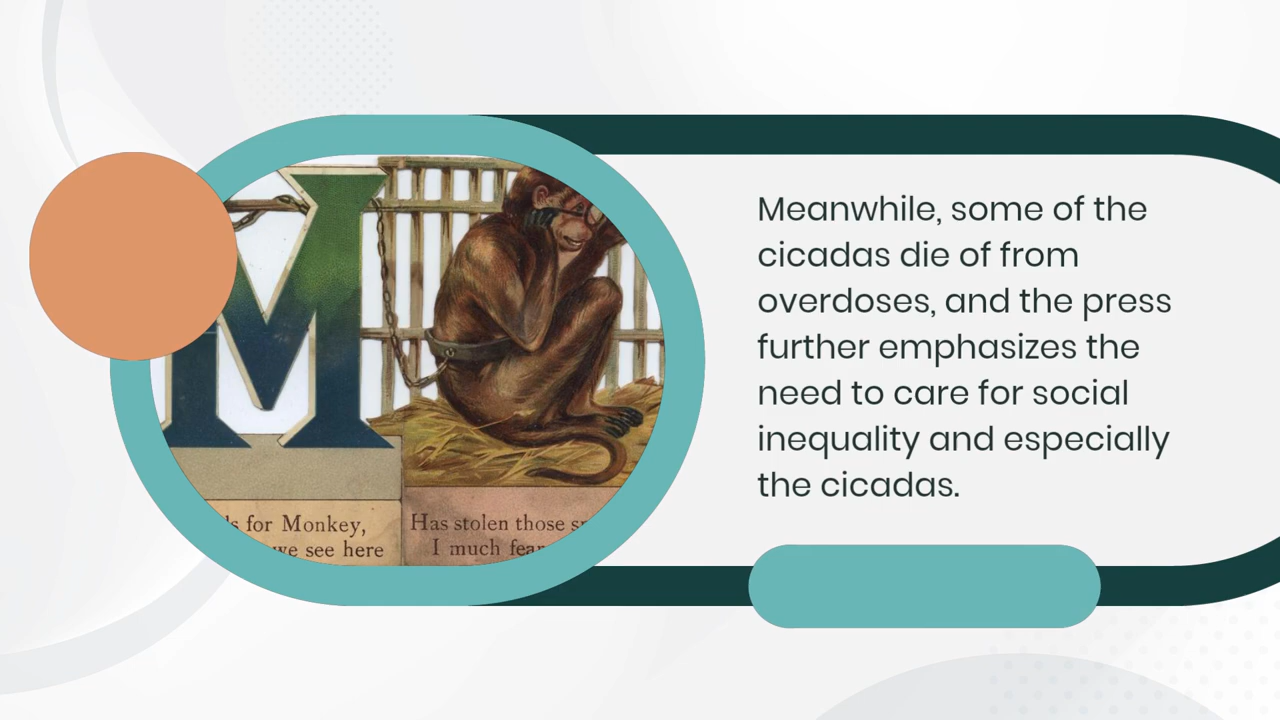 M
s for Monkey,
we see here
Has stolen those
I much fear
Meanwhile, some of the
cicadas die of from
overdoses, and the press
further emphasizes the
need to care for social
inequality and especially
the cicadas.